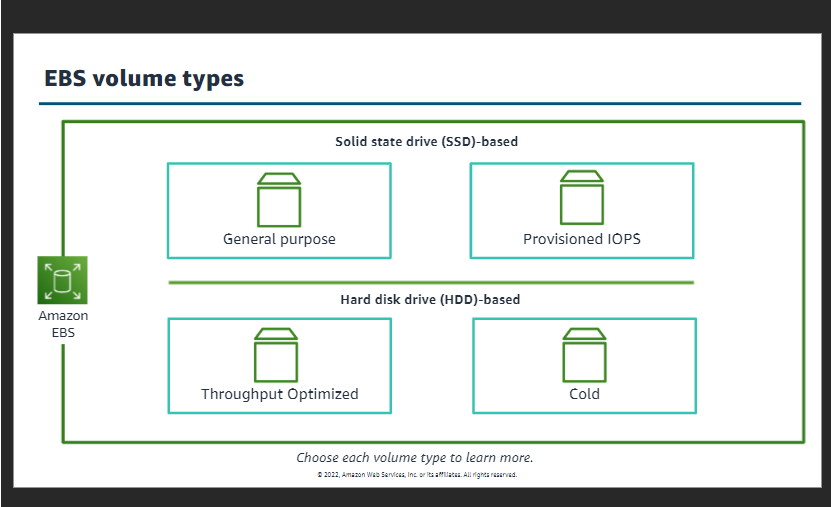 EBS volume types
Solid state drive (SSD)-based
General purpose
Provisioned IOPS
Amazon
EBS
Hard disk drive (HDD)-based
Throughput Optimized
Cold
Choose each volume type to learn more.
© 2022, Amazon Web Services, Inc. or its affiliates. All rights reserved.